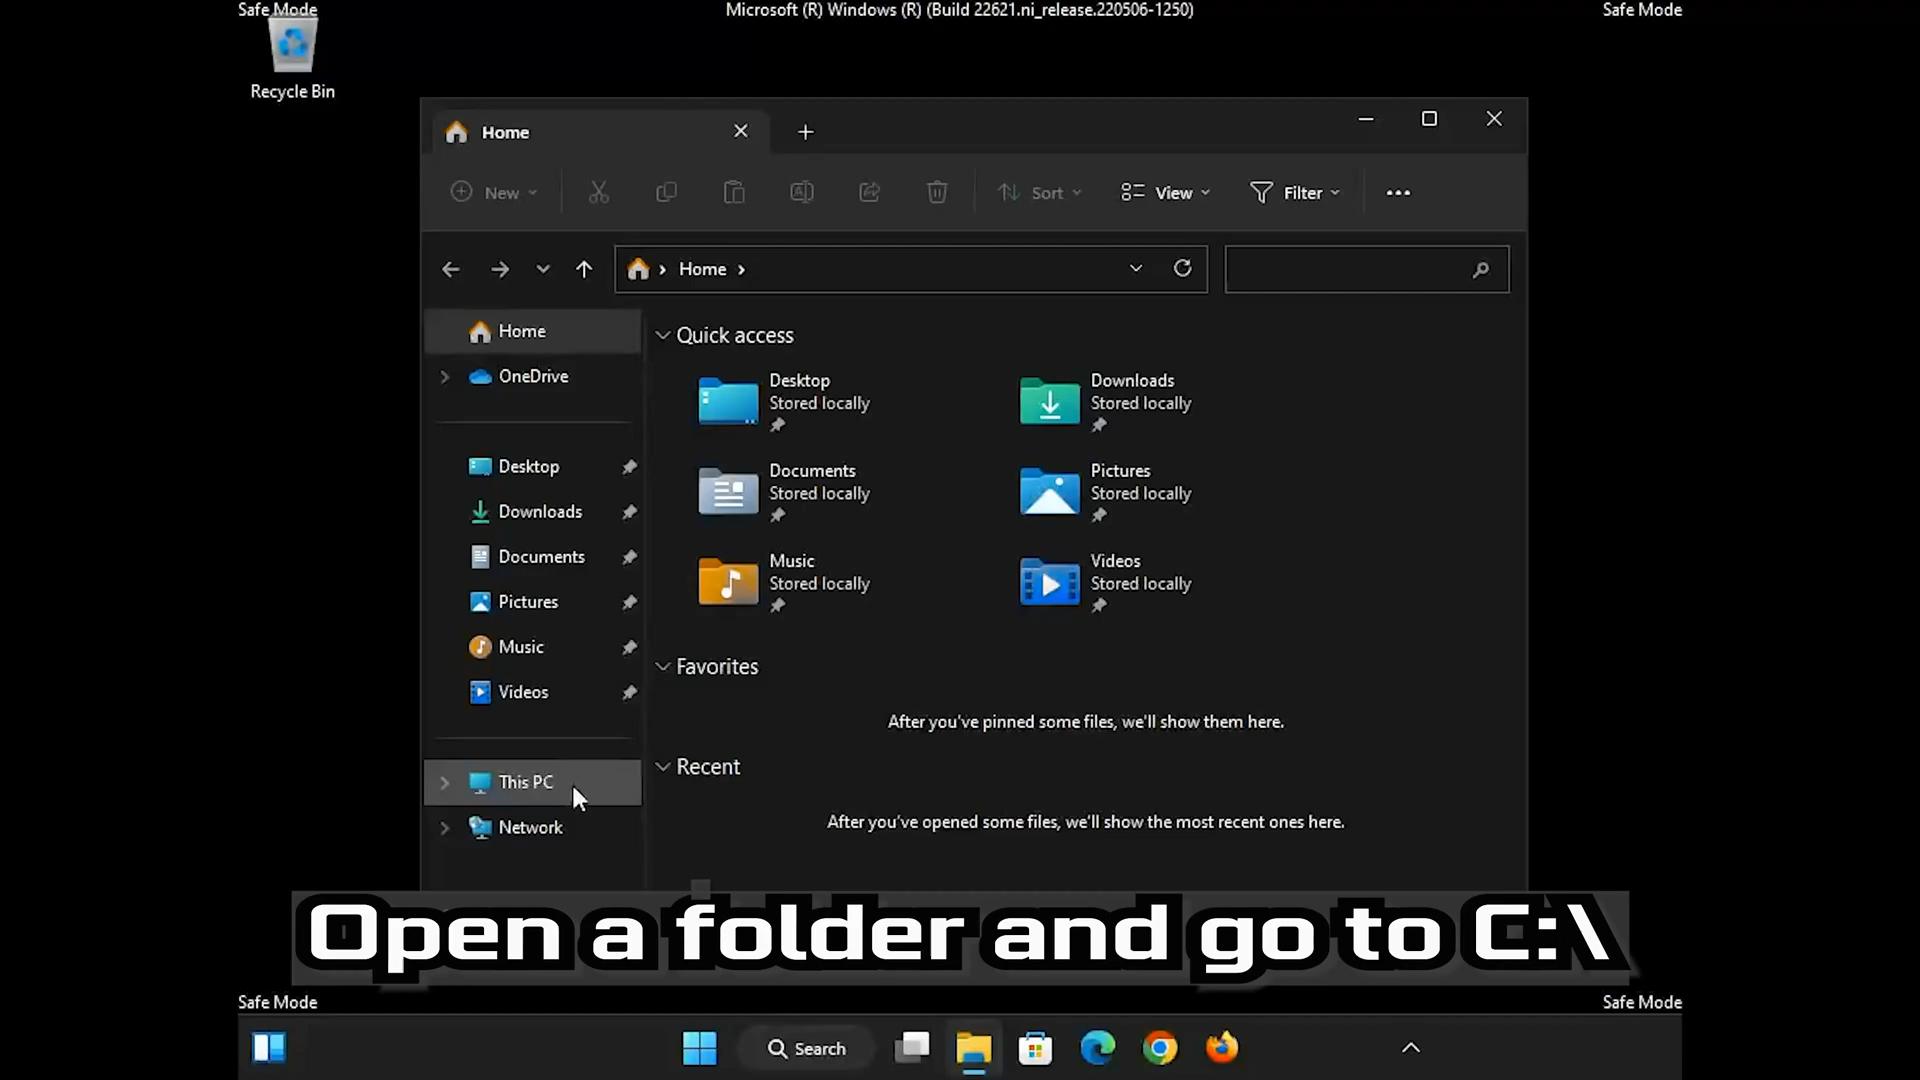 Safe Mode
Microsoft (R) Windows (R) (Build 22621.ni_release.220506-1250)
Safe Mode
Recycle Bin
Home
New
Sort
View
Filter
Home
Home
OneDrive
Desktop
Downloads
Documents
Pictures
Music
Videos
This PC
Network
Quick access
Desktop
Stored locally
Downloads
Stored locally
Documents
Stored locally
Pictures
Stored locally
Music
Stored locally
Videos
Stored locally
Favorites
After you've pinned some files, we'll show them here.
Recent
After you've opened some files, we'll show the most recent ones here.
Open a folder and go to C:\
Safe Mode
Safe Mode
Search